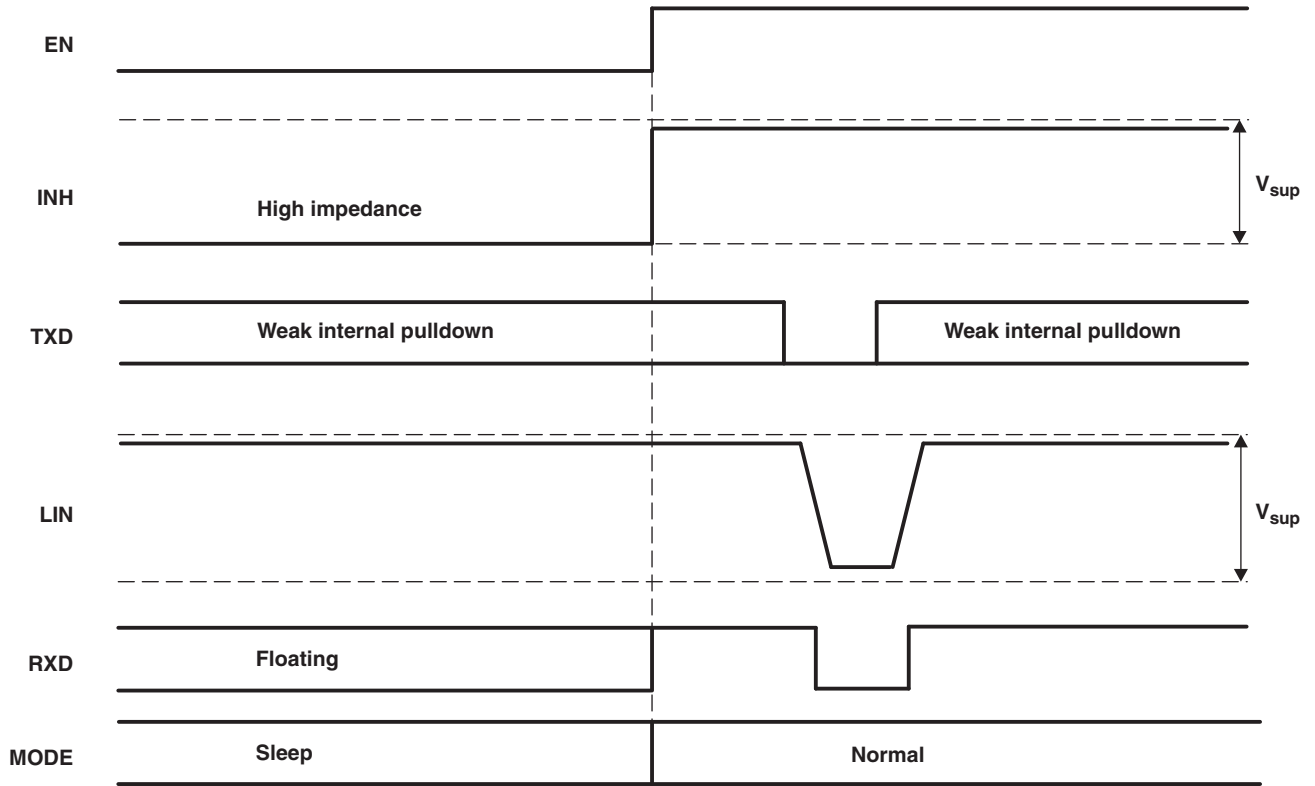 EN
INH
High impedance
V_sup
TXD
Weak internal pulldown
Weak internal pulldown
LIN
V_sup
RXD
Floating
MODE
Sleep
Normal